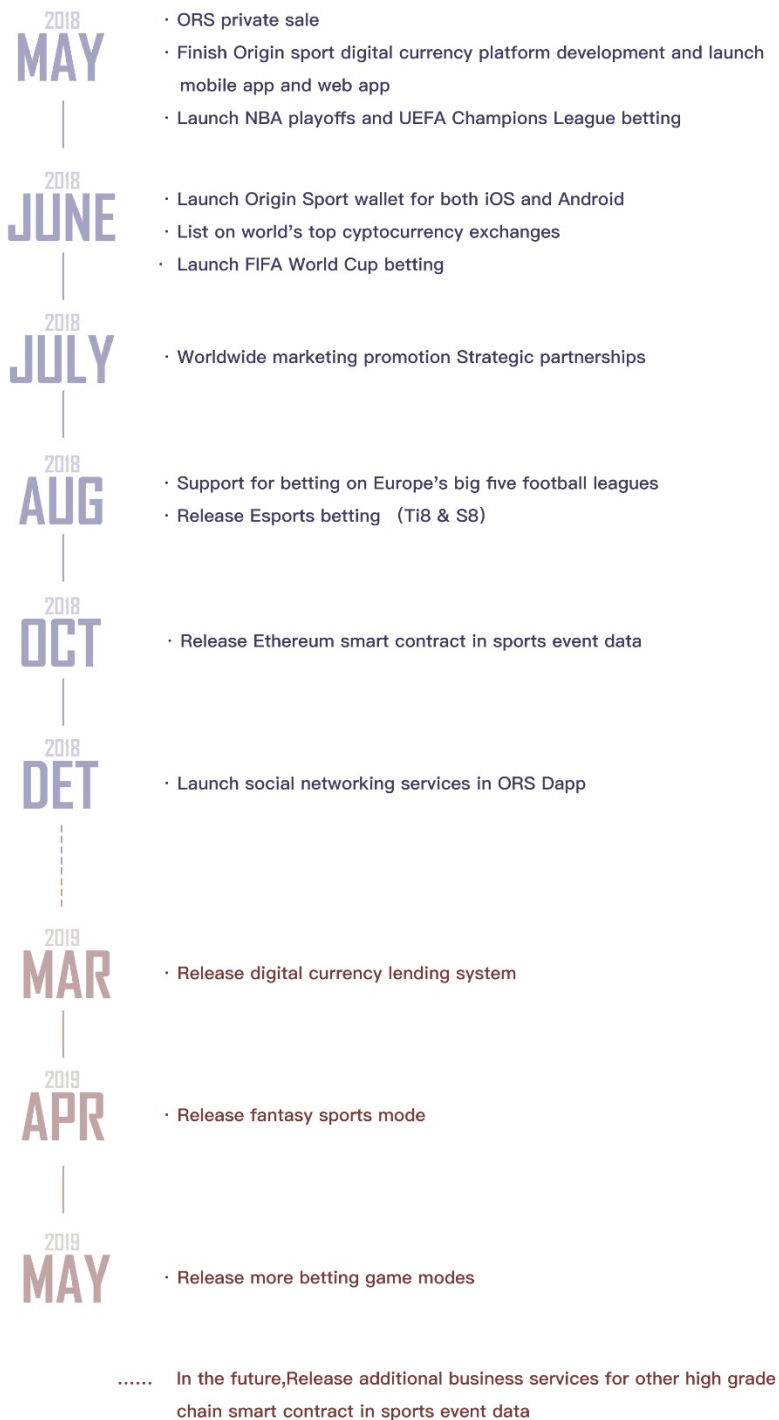 2018
MAY
· ORS private sale
· Finish Origin sport digital currency platform development and launch
mobile app and web app
· Launch NBA playoffs and UEFA Champions League betting
2018
JUNE
· Launch Origin Sport wallet for both iOS and Android
· List on world's top cyptocurrency exchanges
· Launch FIFA World Cup betting
2018
JULY
· Worldwide marketing promotion Strategic partnerships
2018
AUG
· Support for betting on Europe's big five football leagues
· Release Esports betting （Ti8 & S8）
2018
OCT
· Release Ethereum smart contract in sports event data
2018
DET
· Launch social networking services in ORS Dapp
2019
MAR
· Release digital currency lending system
2019
APR
· Release fantasy sports mode
2019
MAY
· Release more betting game modes
...... In the future,Release additional business services for other high grade
chain smart contract in sports event data